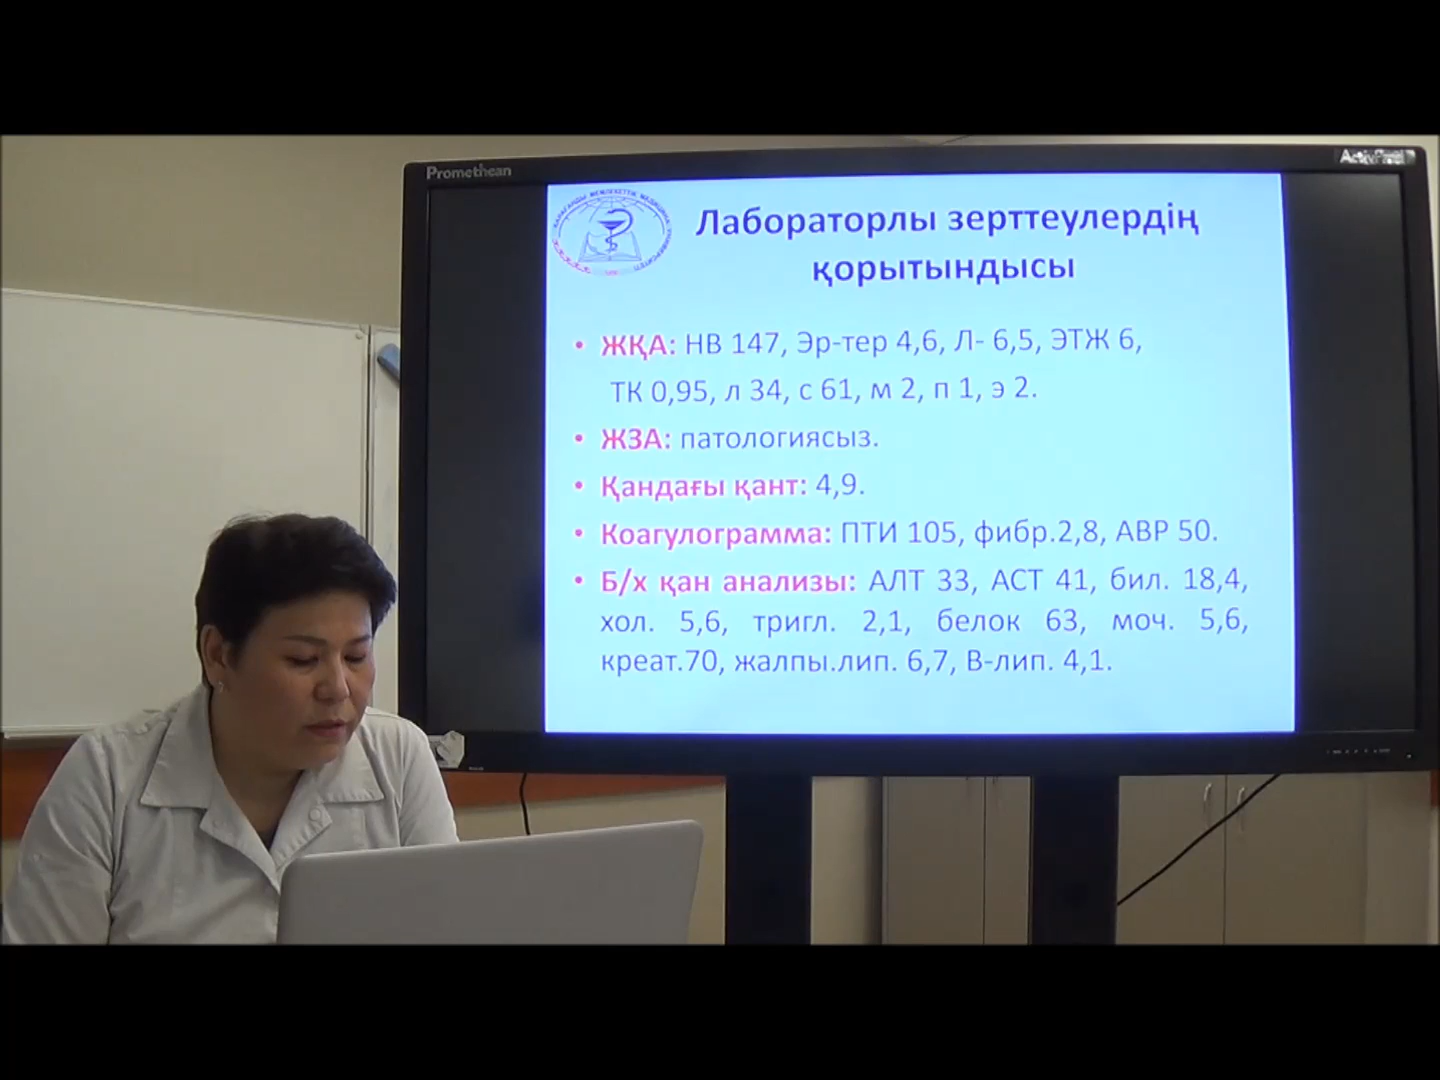 Promethean
ActivPanel
Лабораторлы зерттеулердің
қорытындысы
• ЖҚА: НВ 147, Эр-тер 4,6, Л- 6,5, ЭТЖ 6,
ТК 0,95, л 34, с 61, м 2, п 1, э 2.
• ЖЗА: патологиясыз.
• Қандағы қант: 4,9.
• Коагулограмма: ПТИ 105, фибр.2,8, АВР 50.
• Б/х қан анализы: АЛТ 33, АСТ 41, бил. 18,4,
хол. 5,6, тригл. 2,1, белок 63, моч. 5,6,
креат.70, жалпы.лип. 6,7, В-лип. 4,1.